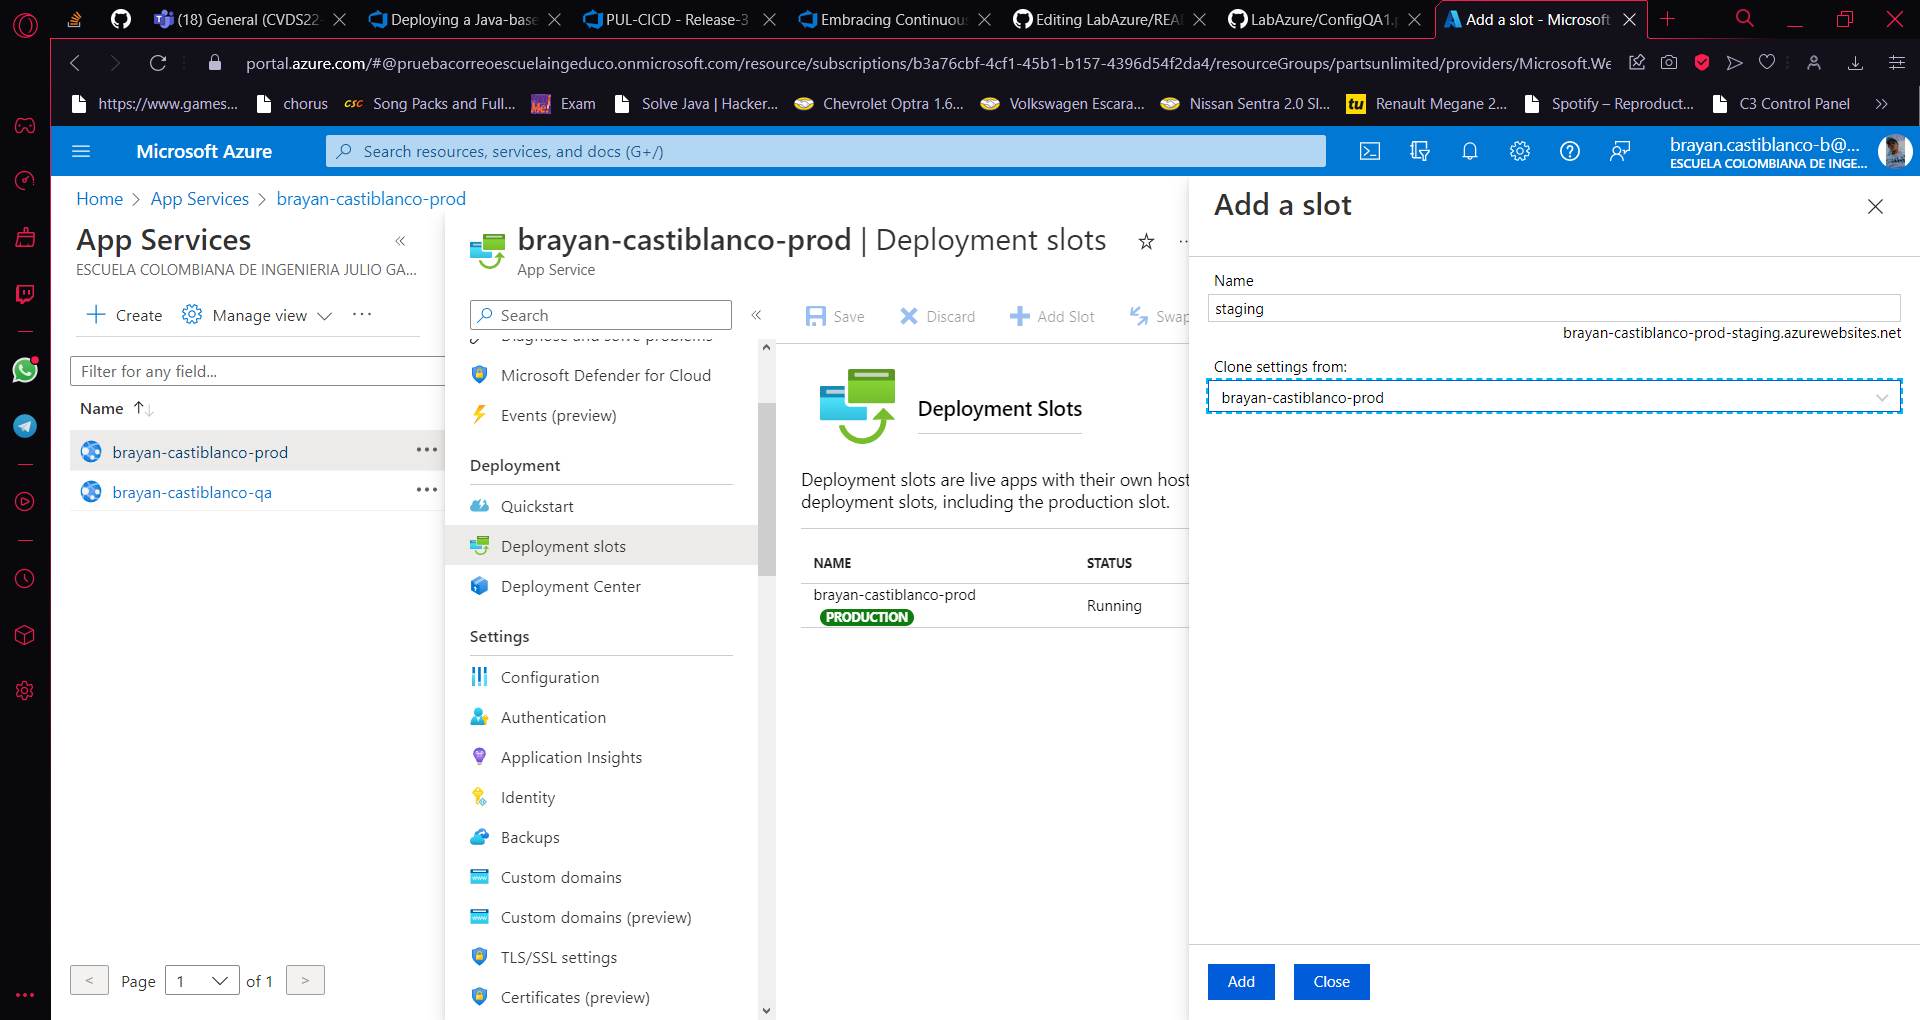 (18) General (CVDS22-
Deploying a Java-base
PUL-CICD - Release-3
Embracing Continuous
Editing LabAzure/REA
LabAzure/ConfigQA1.p
Add a slot - Microsoft
portal.azure.com/#@pruebacorreoescuelaingeduco.onmicrosoft.com/resource/subscriptions/b3a76cbf-4cf1-45b1-b157-4396d54f2da4/resourceGroups/partsunlimited/providers/Microsoft.We
https://www.games...
chorus
CSC Song Packs and Full...
Me! Exam
Solve Java | Hacker...
Chevrolet Optra 1.6...
Volkswagen Escara...
Nissan Sentra 2.0 Sl...
tu Renault Megane 2...
Spotify – Reproduct...
C3 Control Panel
Microsoft Azure
Search resources, services, and docs (G+/)
brayan.castiblanco-b@...
ESCUELA COLOMBIANA DE INGE...
Home > App Services > brayan-castiblanco-prod
App Services
ESCUELA COLOMBIANA DE INGENIERIA JULIO GA...
Create
Manage view
Filter for any field...
Name
brayan-castiblanco-prod
brayan-castiblanco-qa
< Page 1 of 1 >
brayan-castiblanco-prod | Deployment slots
App Service
Search
Diagnose and solve problems
Microsoft Defender for Cloud
Events (preview)
Deployment
Quickstart
Deployment slots
Deployment Center
Settings
Configuration
Authentication
Application Insights
Identity
Backups
Custom domains
Custom domains (preview)
TLS/SSL settings
Certificates (preview)
Save
Discard
Add Slot
Swap
Deployment Slots
Deployment slots are live apps with their own host
deployment slots, including the production slot.
NAME STATUS
brayan-castiblanco-prod
PRODUCTION
Running
Add a slot
Name
staging
brayan-castiblanco-prod-staging.azurewebsites.net
Clone settings from:
brayan-castiblanco-prod
Add
Close